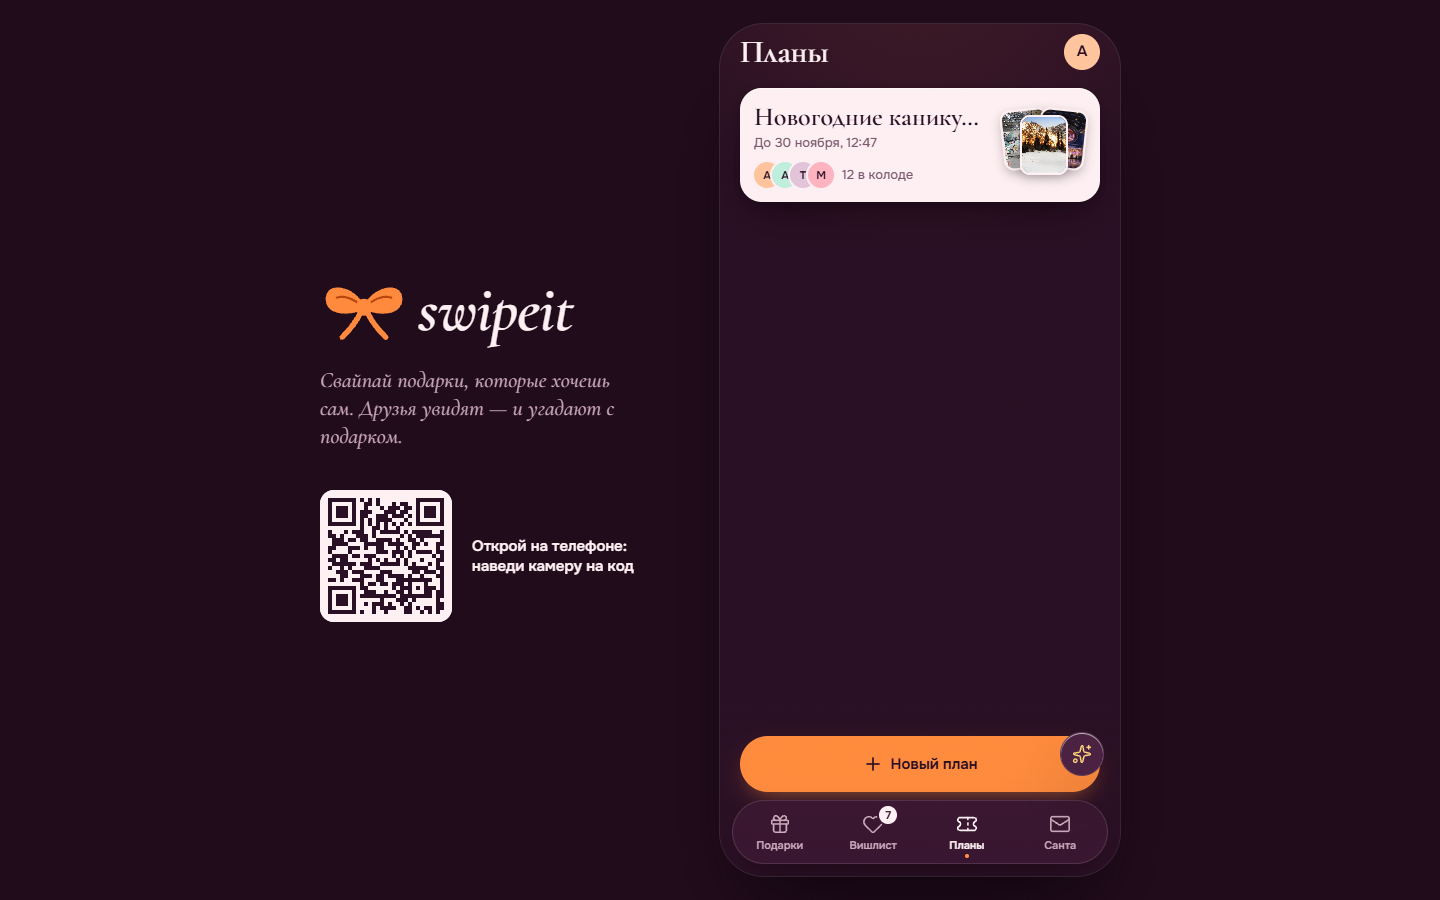 swipeit
Свайпай подарки, которые хочешь
сам. Друзья увидят — и угадают с
подарком.
Открой на телефоне:
наведи камеру на код
Планы
A
Новогодние канику...
До 30 ноября, 12:47
А
А
Т
М
12 в колоде
Новый план
Подарки
7
Вишлист
Планы
Санта